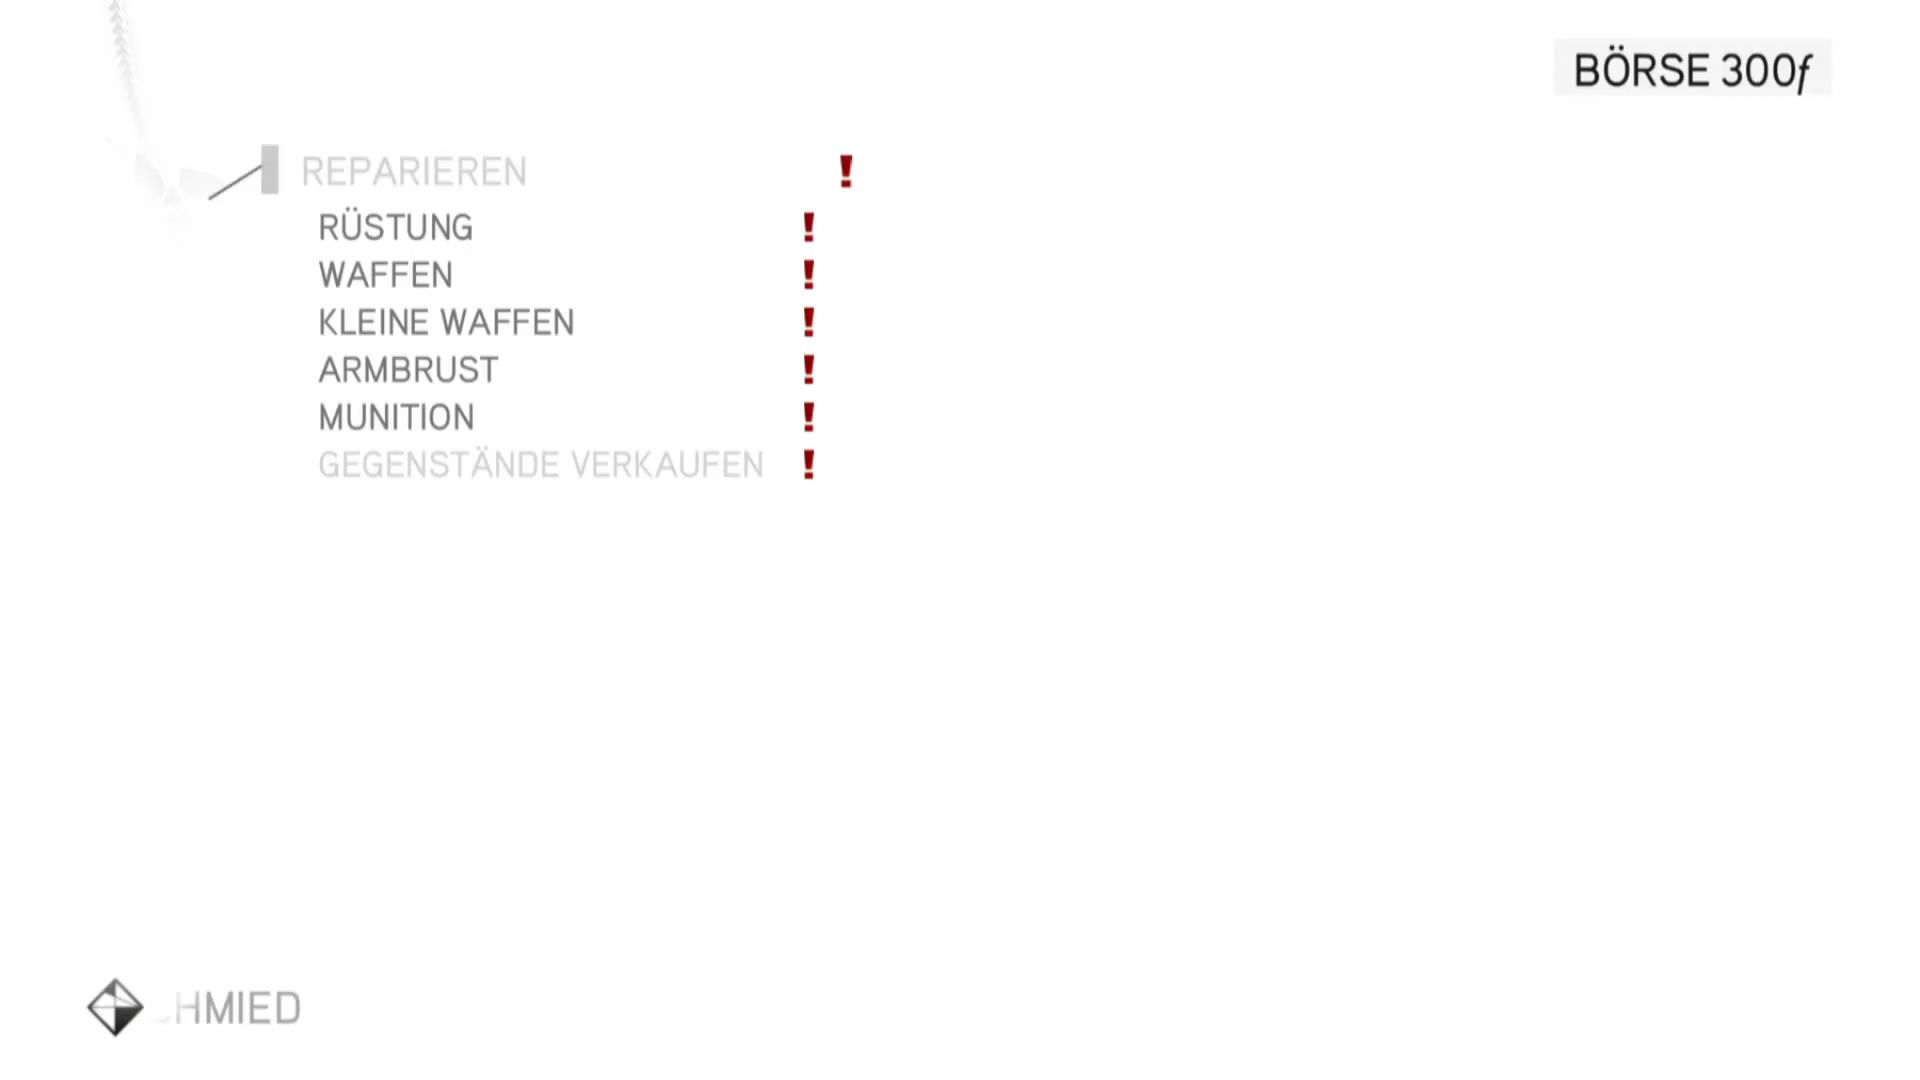 BÖRSE 300f
REPARIEREN !
RÜSTUNG !
WAFFEN !
KLEINE WAFFEN !
ARMBRUST !
MUNITION !
GEGENSTÄNDE VERKAUFEN !
HMIED